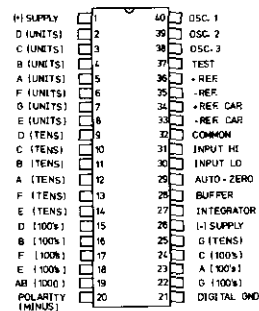 (+) SUPPLY 1 40 OSC. 1
D (UNITS) 2 39 OSC. 2
C (UNITS) 3 38 OSC. 3
B (UNITS) 4 37 TEST
A (UNITS) 5 36 + REF.
F (UNITS) 6 35 -REF.
G (UNITS) 7 34 + REF CAP.
E (UNITS) 8 33 - REF CAP.
D (TENS) 9 32 COMMON
C (TENS) 10 31 INPUT HI
B (TENS) 11 30 INPUT LO
A (TENS) 12 29 AUTO-ZERO
F (TENS) 13 28 BUFFER
E (TENS) 14 27 INTEGRATOR
D (100's) 15 26 (-) SUPPLY
B (100's) 16 25 G (TENS)
F (100's) 17 24 C (100's)
E (100's) 18 23 A (100's)
AB (1000) 19 22 G (100's)
POLARITY 20 21 DIGITAL GND
(MINUS)